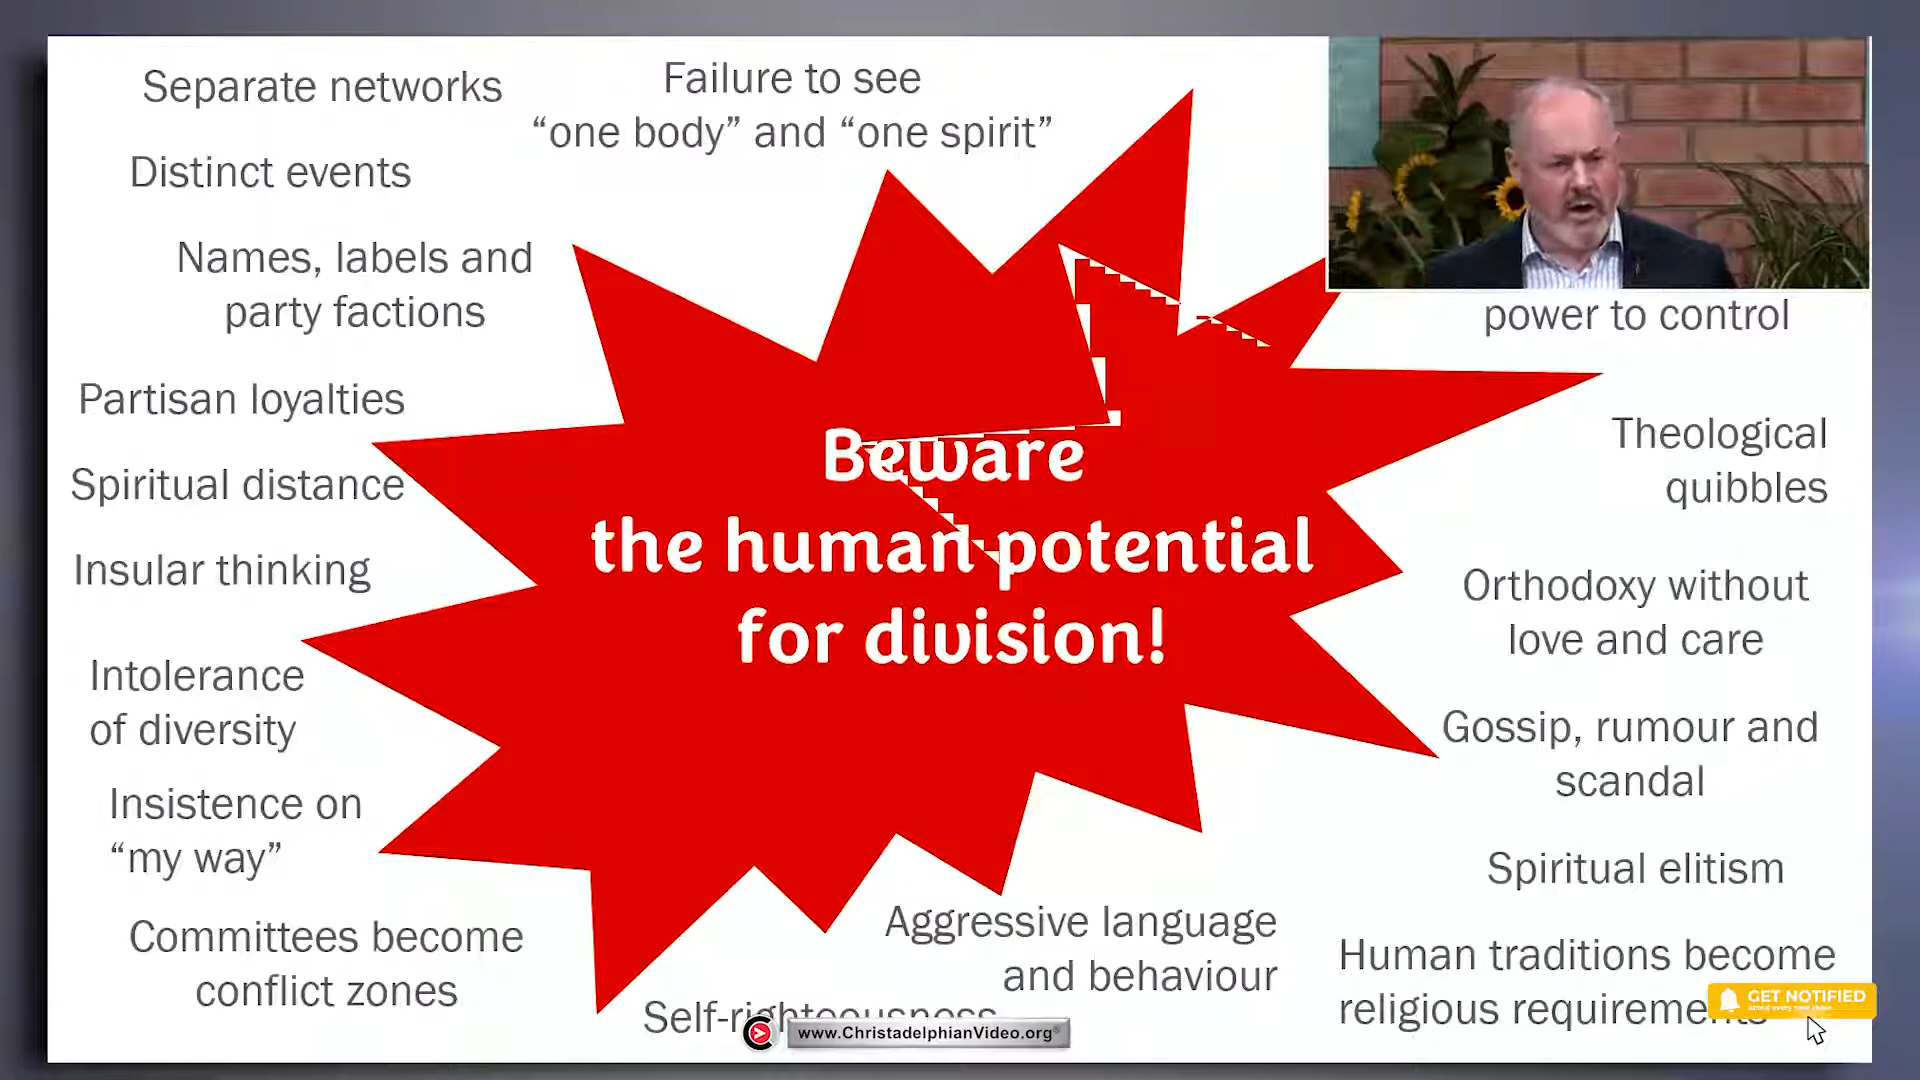 Separate networks
Failure to see
“one body” and “one spirit”
Distinct events
Names, labels and
party factions
power to control
Partisan loyalties
Theological
quibbles
Spiritual distance
Beware
the human potential
for division!
Insular thinking
Orthodoxy without
love and care
Intolerance
of diversity
Gossip, rumour and
scandal
Insistence on
“my way”
Spiritual elitism
Committees become
conflict zones
Aggressive language
and behaviour
Human traditions become
religious requirements
Self-righteousness
www.ChristadelphianVideo.org
GET NOTIFIED